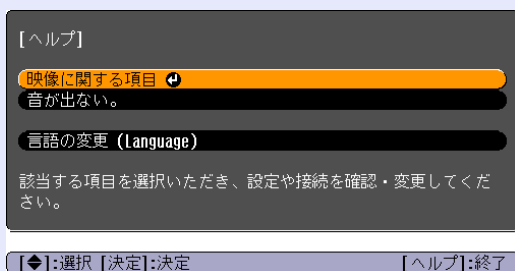 [ヘルプ]
映像に関する項目
音が出ない。
言語の変更 (Language)
該当する項目を選択いただき、設定や接続を確認・変更してくだ
さい。
[◆]:選択 [決定]:決定 [ヘルプ]:終了